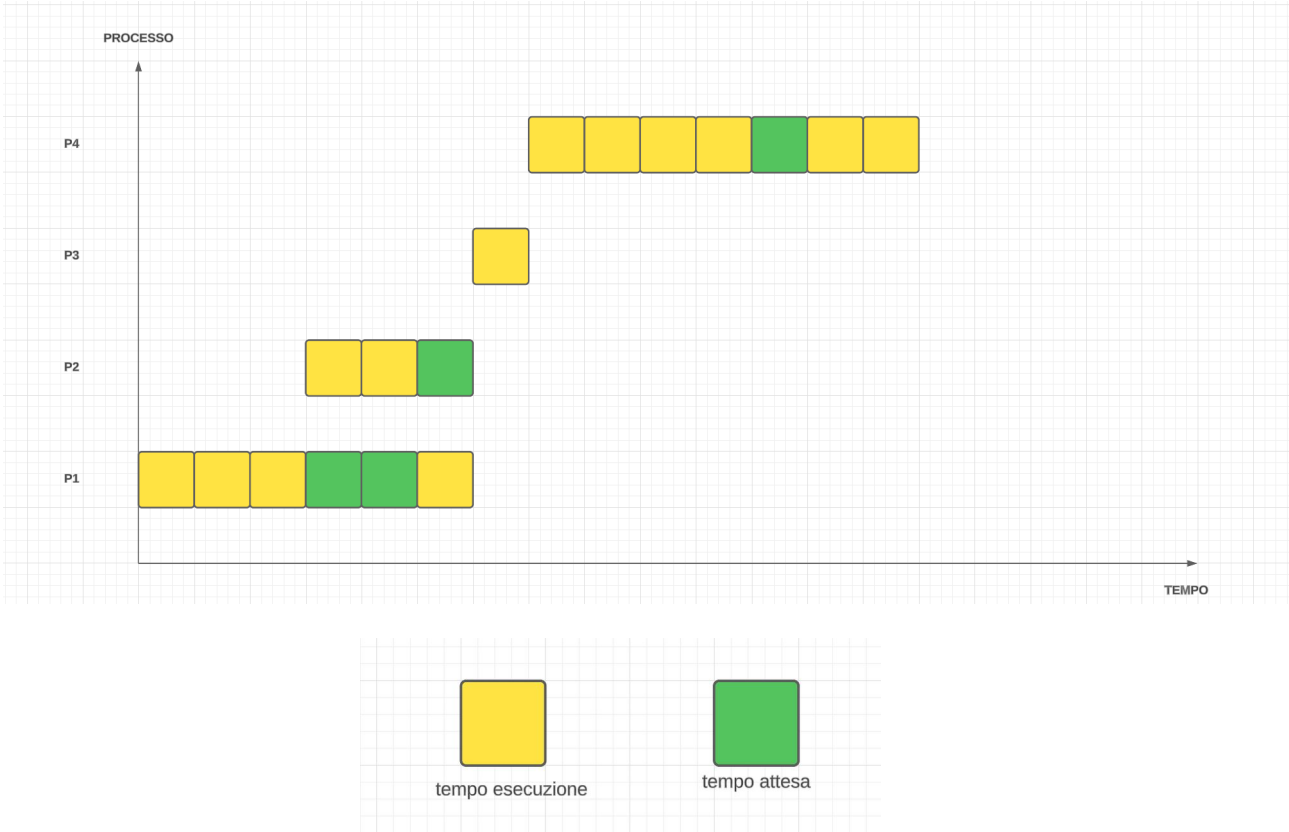 PROCESSO
P4
P3
P2
P1
TEMPO
tempo esecuzione
tempo attesa